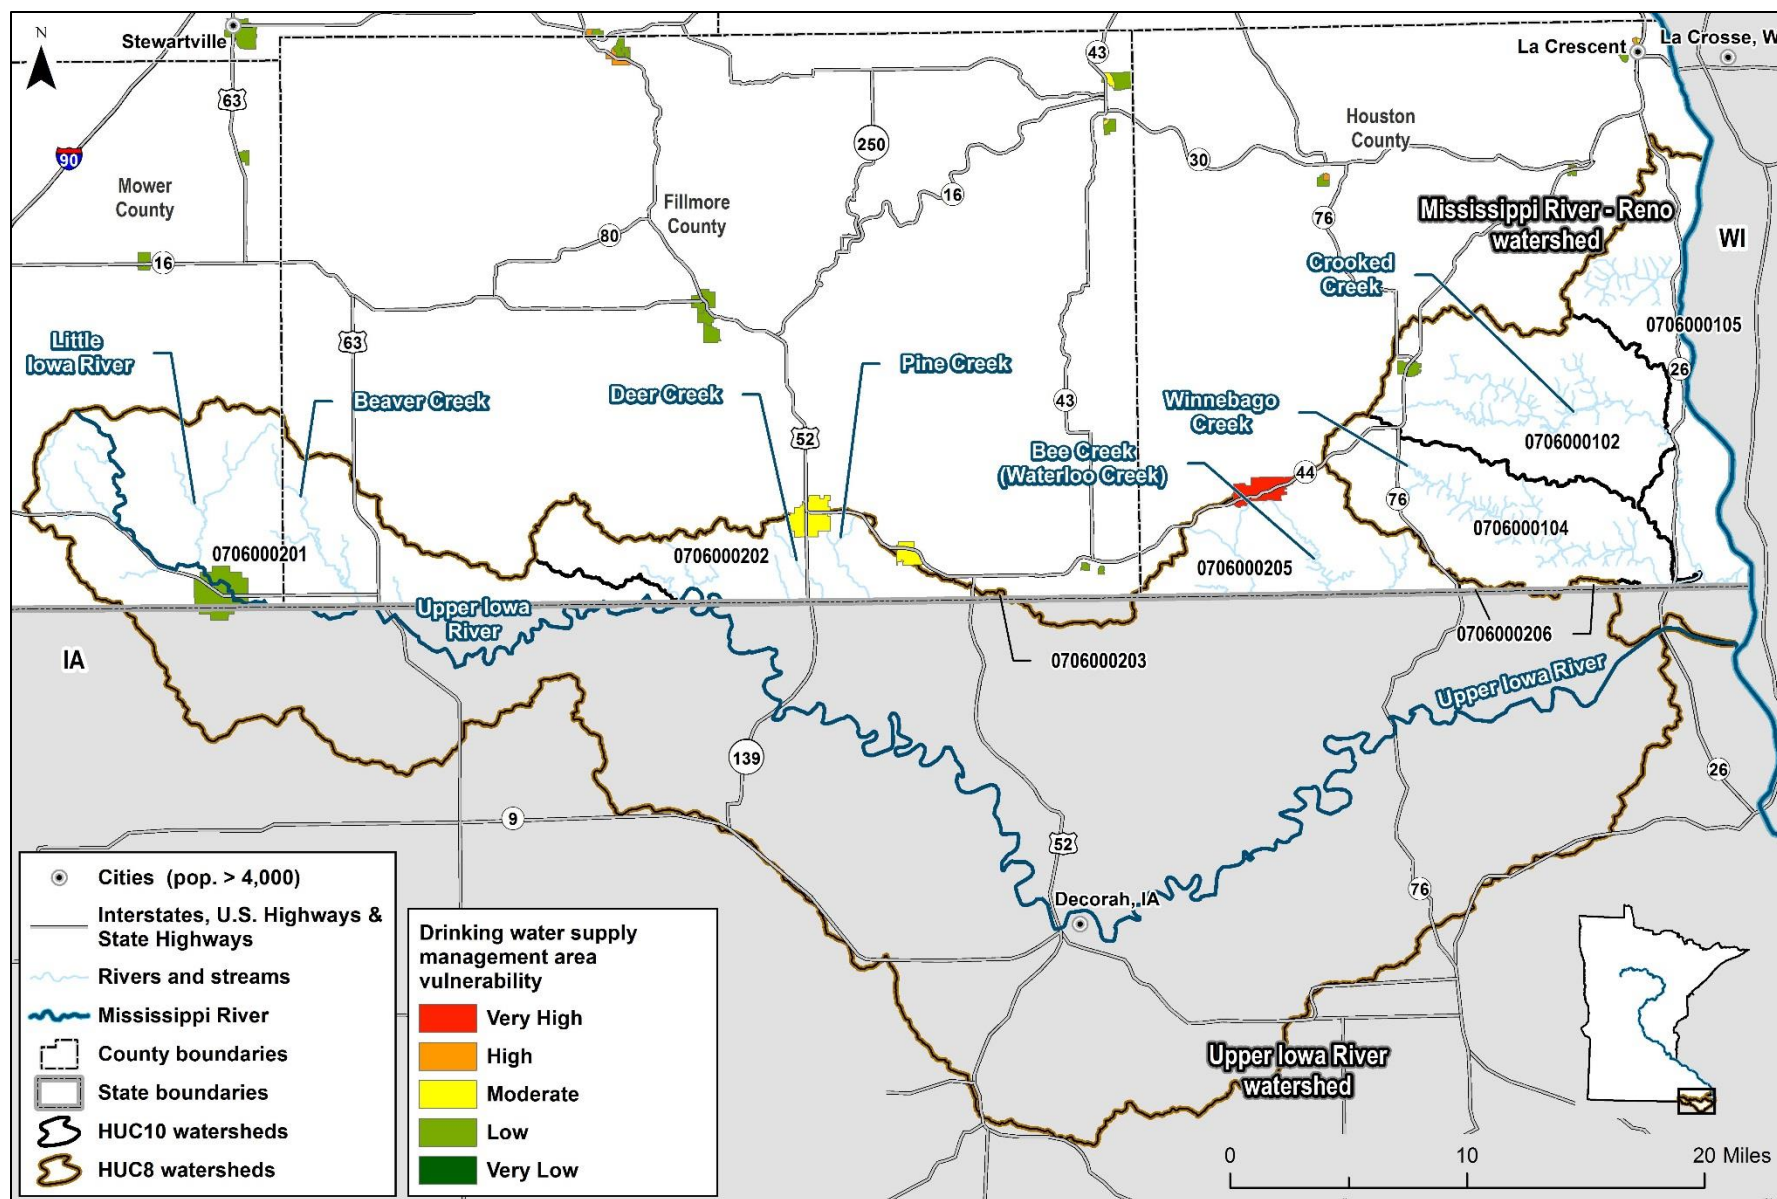 N
Stewartville
63
90
Mower
County
16
Fillmore
County
80
250
16
43
30
Houston
County
76
La Crescent
La Crosse, W
Mississippi River - Reno
watershed
WI
Crooked
Creek
0706000105
26
Little
Iowa River
63
Beaver Creek
Deer Creek
Pine Creek
52
43
Winnebago
Creek
Bee Creek
(Waterloo Creek)
44
76
0706000102
0706000104
0706000201
0706000202
0706000205
0706000206
0706000203
Upper Iowa
River
IA
Upper Iowa River
139
9
52
26
76
Decorah, IA
Upper Iowa River
watershed
Cities (pop. > 4,000)
Interstates, U.S. Highways &
State Highways
Rivers and streams
Mississippi River
County boundaries
State boundaries
HUC10 watersheds
HUC8 watersheds
Drinking water supply
management area
vulnerability
Very High
High
Moderate
Low
Very Low
0 10 20 Miles